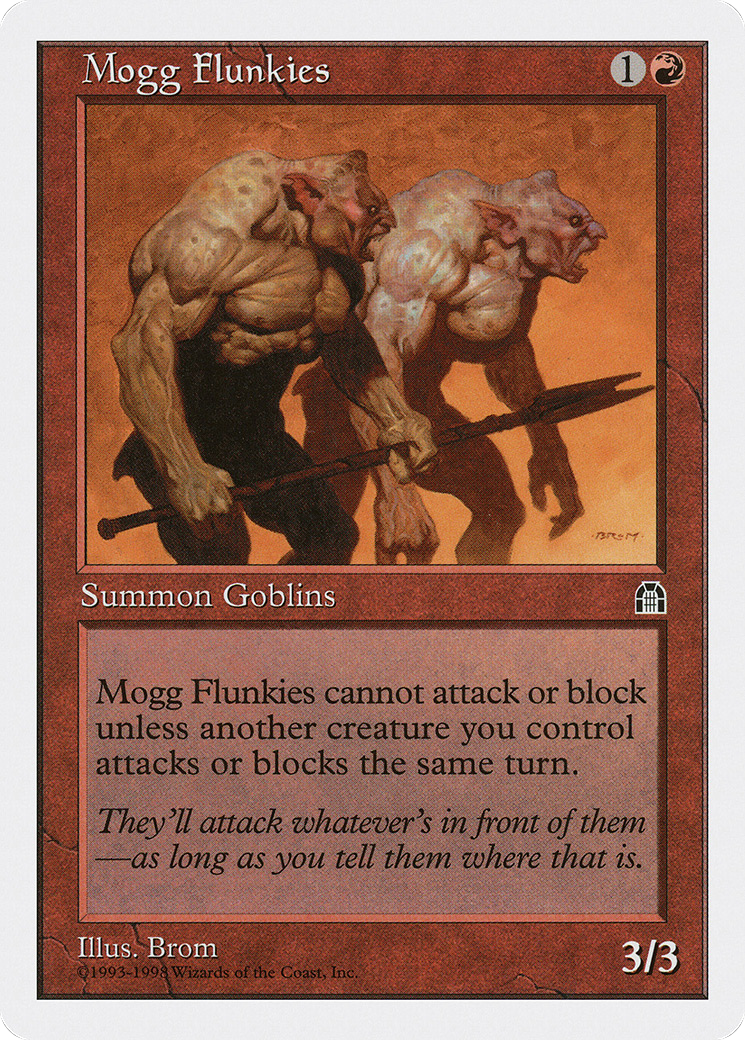 Mogg Flunkies
1
BROM
Summon Goblins
Mogg Flunkies cannot attack or block
unless another creature you control
attacks or blocks the same turn.
They'll attack whatever's in front of them
—as long as you tell them where that is.
Illus. Brom
3/3
©1993-1998 Wizards of the Coast, Inc.